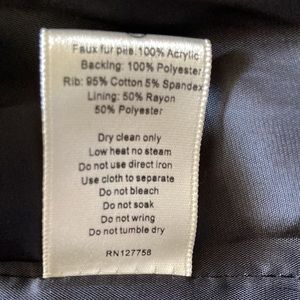 Faux fur pile: 100% Acrylic
Backing: 100% Polyester
Rib: 95% Cotton 5% Spandex
Lining: 50% Rayon
50% Polyester
Dry clean only
Low heat no steam
Do not use direct iron
Use cloth to separate
Do not bleach
Do not soak
Do not wring
Do not tumble dry
RN127758